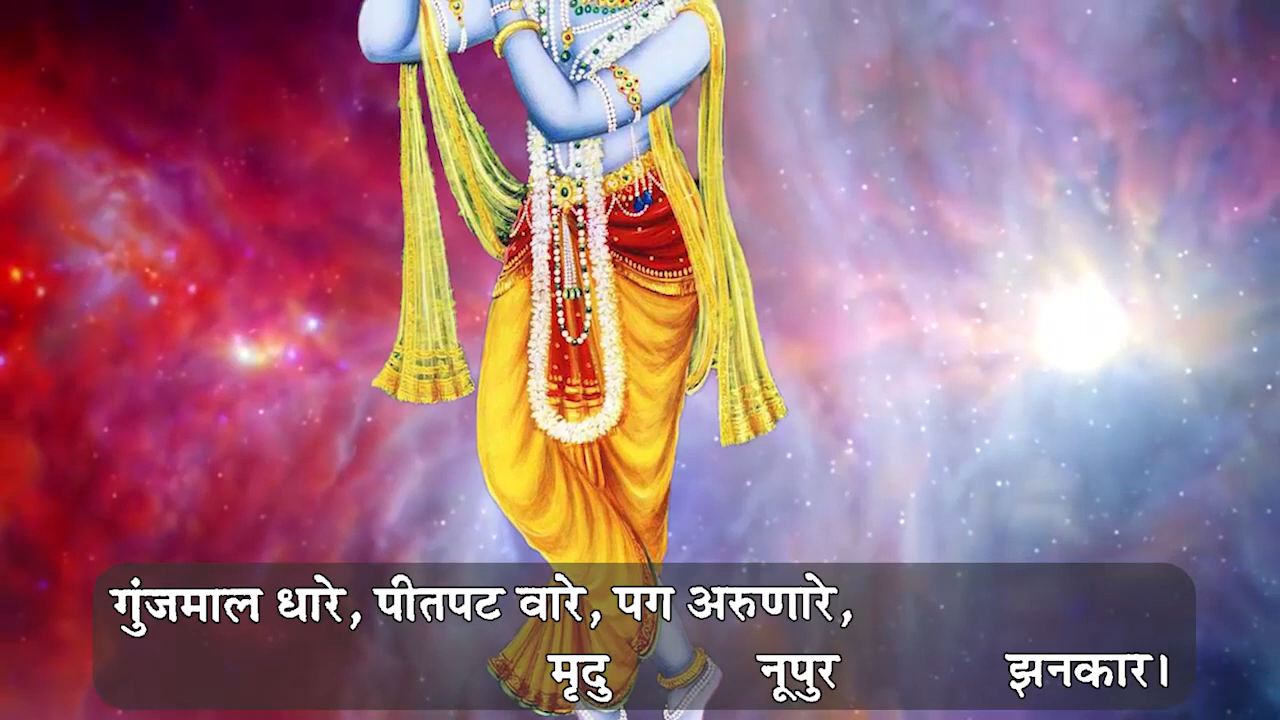 गुंजमाल धारे, पीतपट वारे, पग अरुणारे,
मृदु नूपुर झनकार।